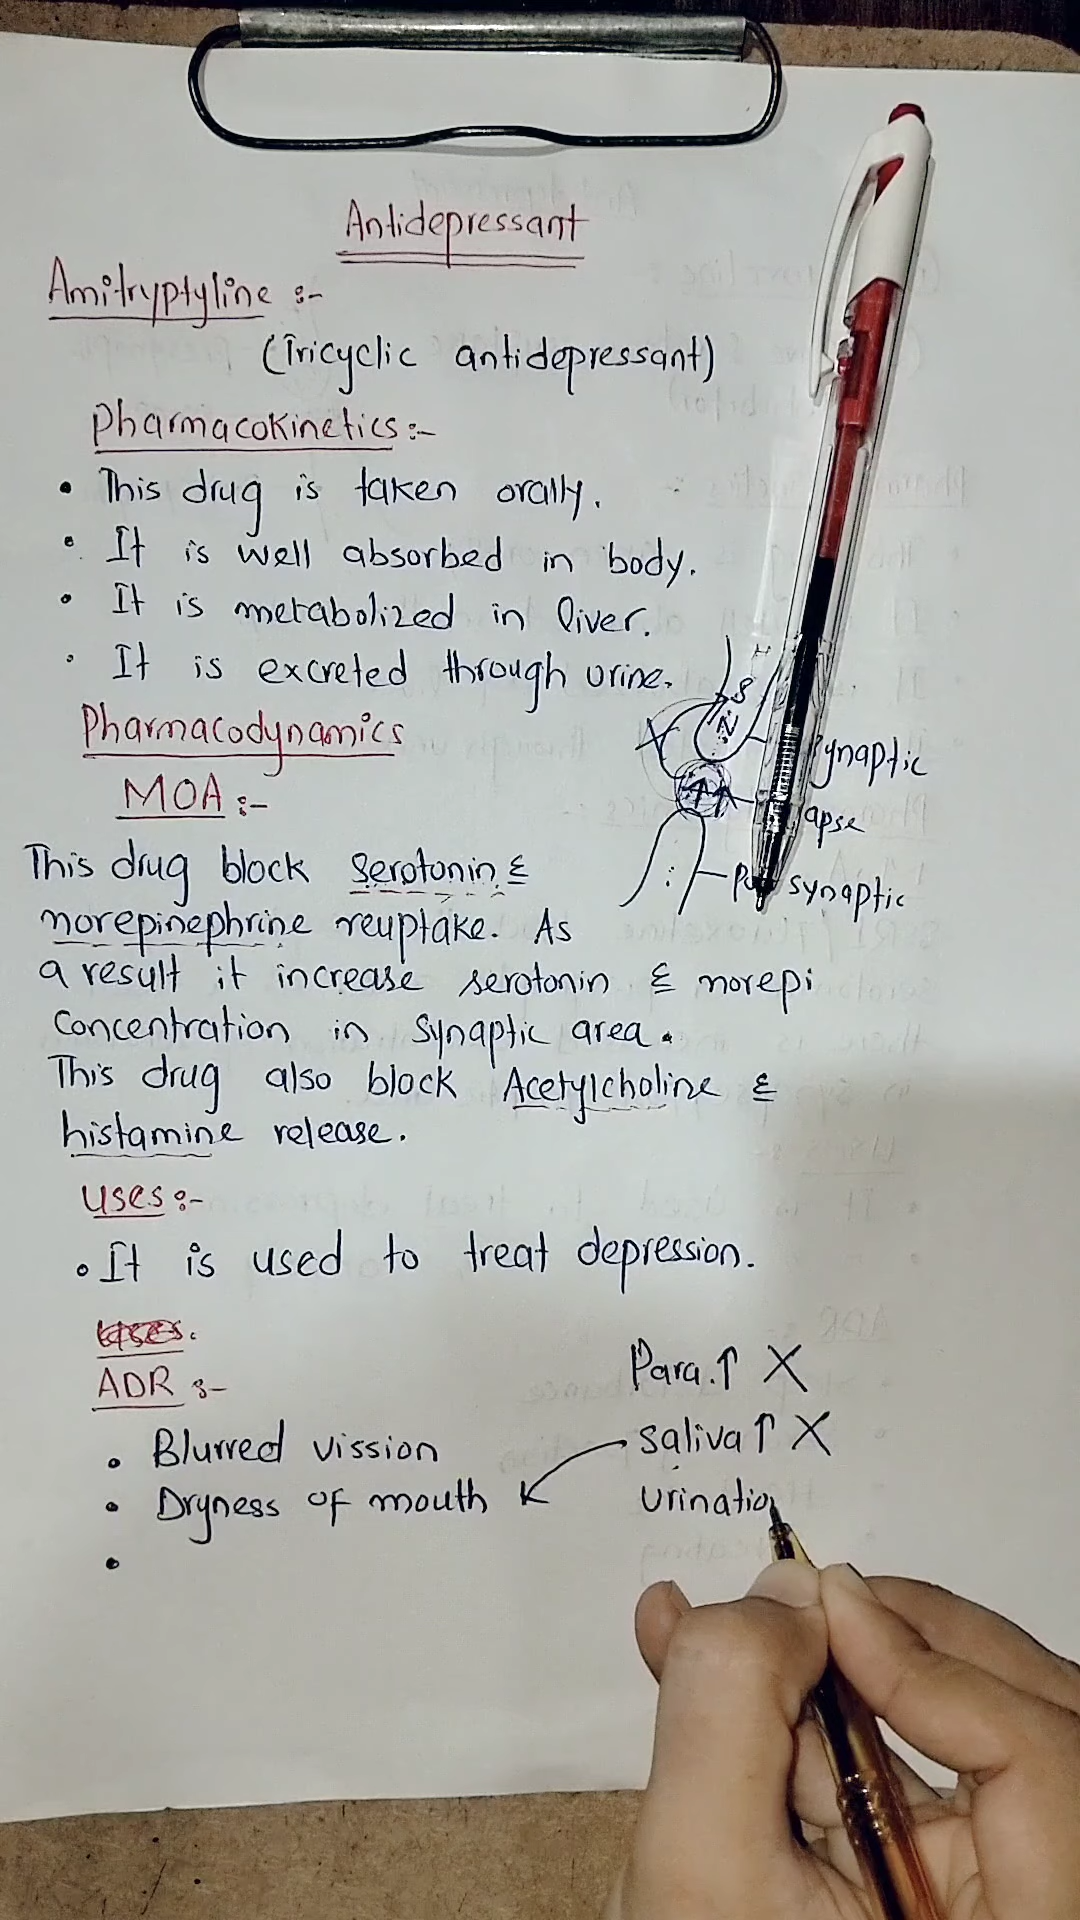 Antidepressant
Amitryptyline :-
(Tricyclic antidepressant)
Pharmacokinetics :-
• This drug is taken orally.
• It is well absorbed in body.
• It is metabolized in liver.
• It is excreted through urine.
Pharmacodynamics
MOA :-
synaptic
apse
synaptic
This drug block serotonin &
norepinephrine reuptake. As
a result it increase serotonin & norepi
concentration in synaptic area.
This drug also block Acetylcholine &
histamine release.
Uses :-
• It is used to treat depression.
ADR :-
• Blurred vission
• Dryness of mouth
•
Para. ↑ X
saliva ↑ X
urination